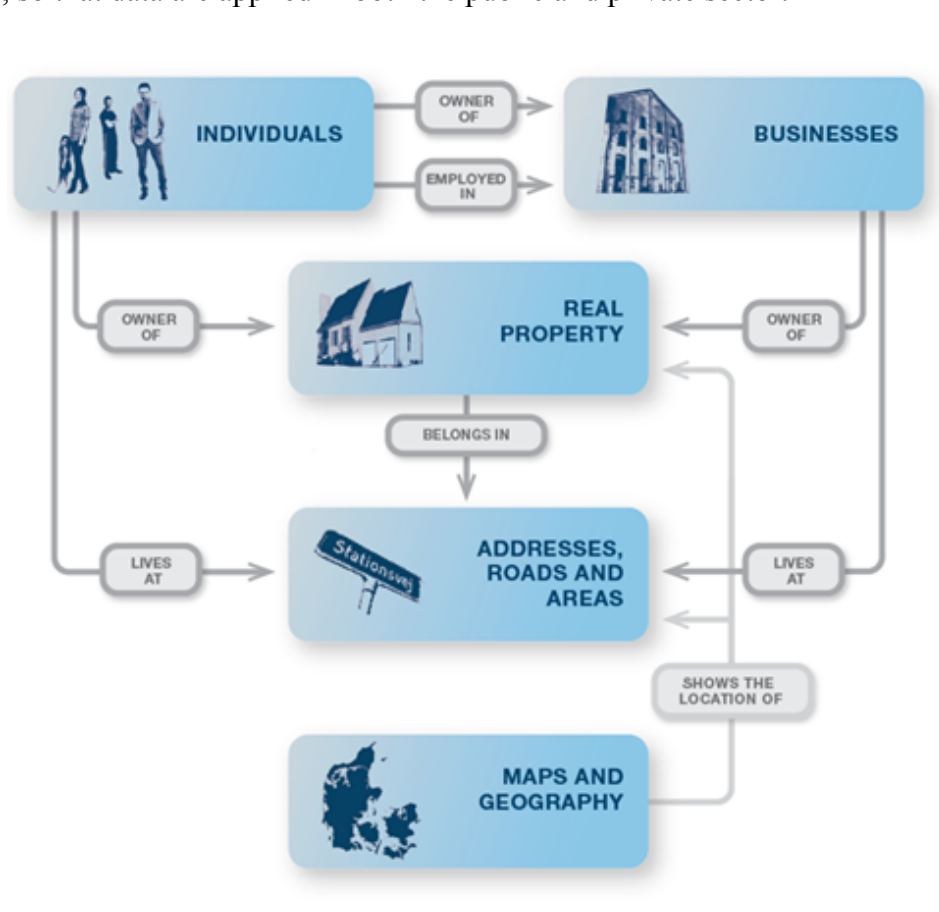 so that data are applied in both the public and private sector.
INDIVIDUALS
OWNER
OF
EMPLOYED
IN
BUSINESSES
OWNER
OF
REAL
PROPERTY
OWNER
OF
BELONGS IN
LIVES
AT
Stationsvej
ADDRESSES,
ROADS AND
AREAS
LIVES
AT
SHOWS THE
LOCATION OF
MAPS AND
GEOGRAPHY